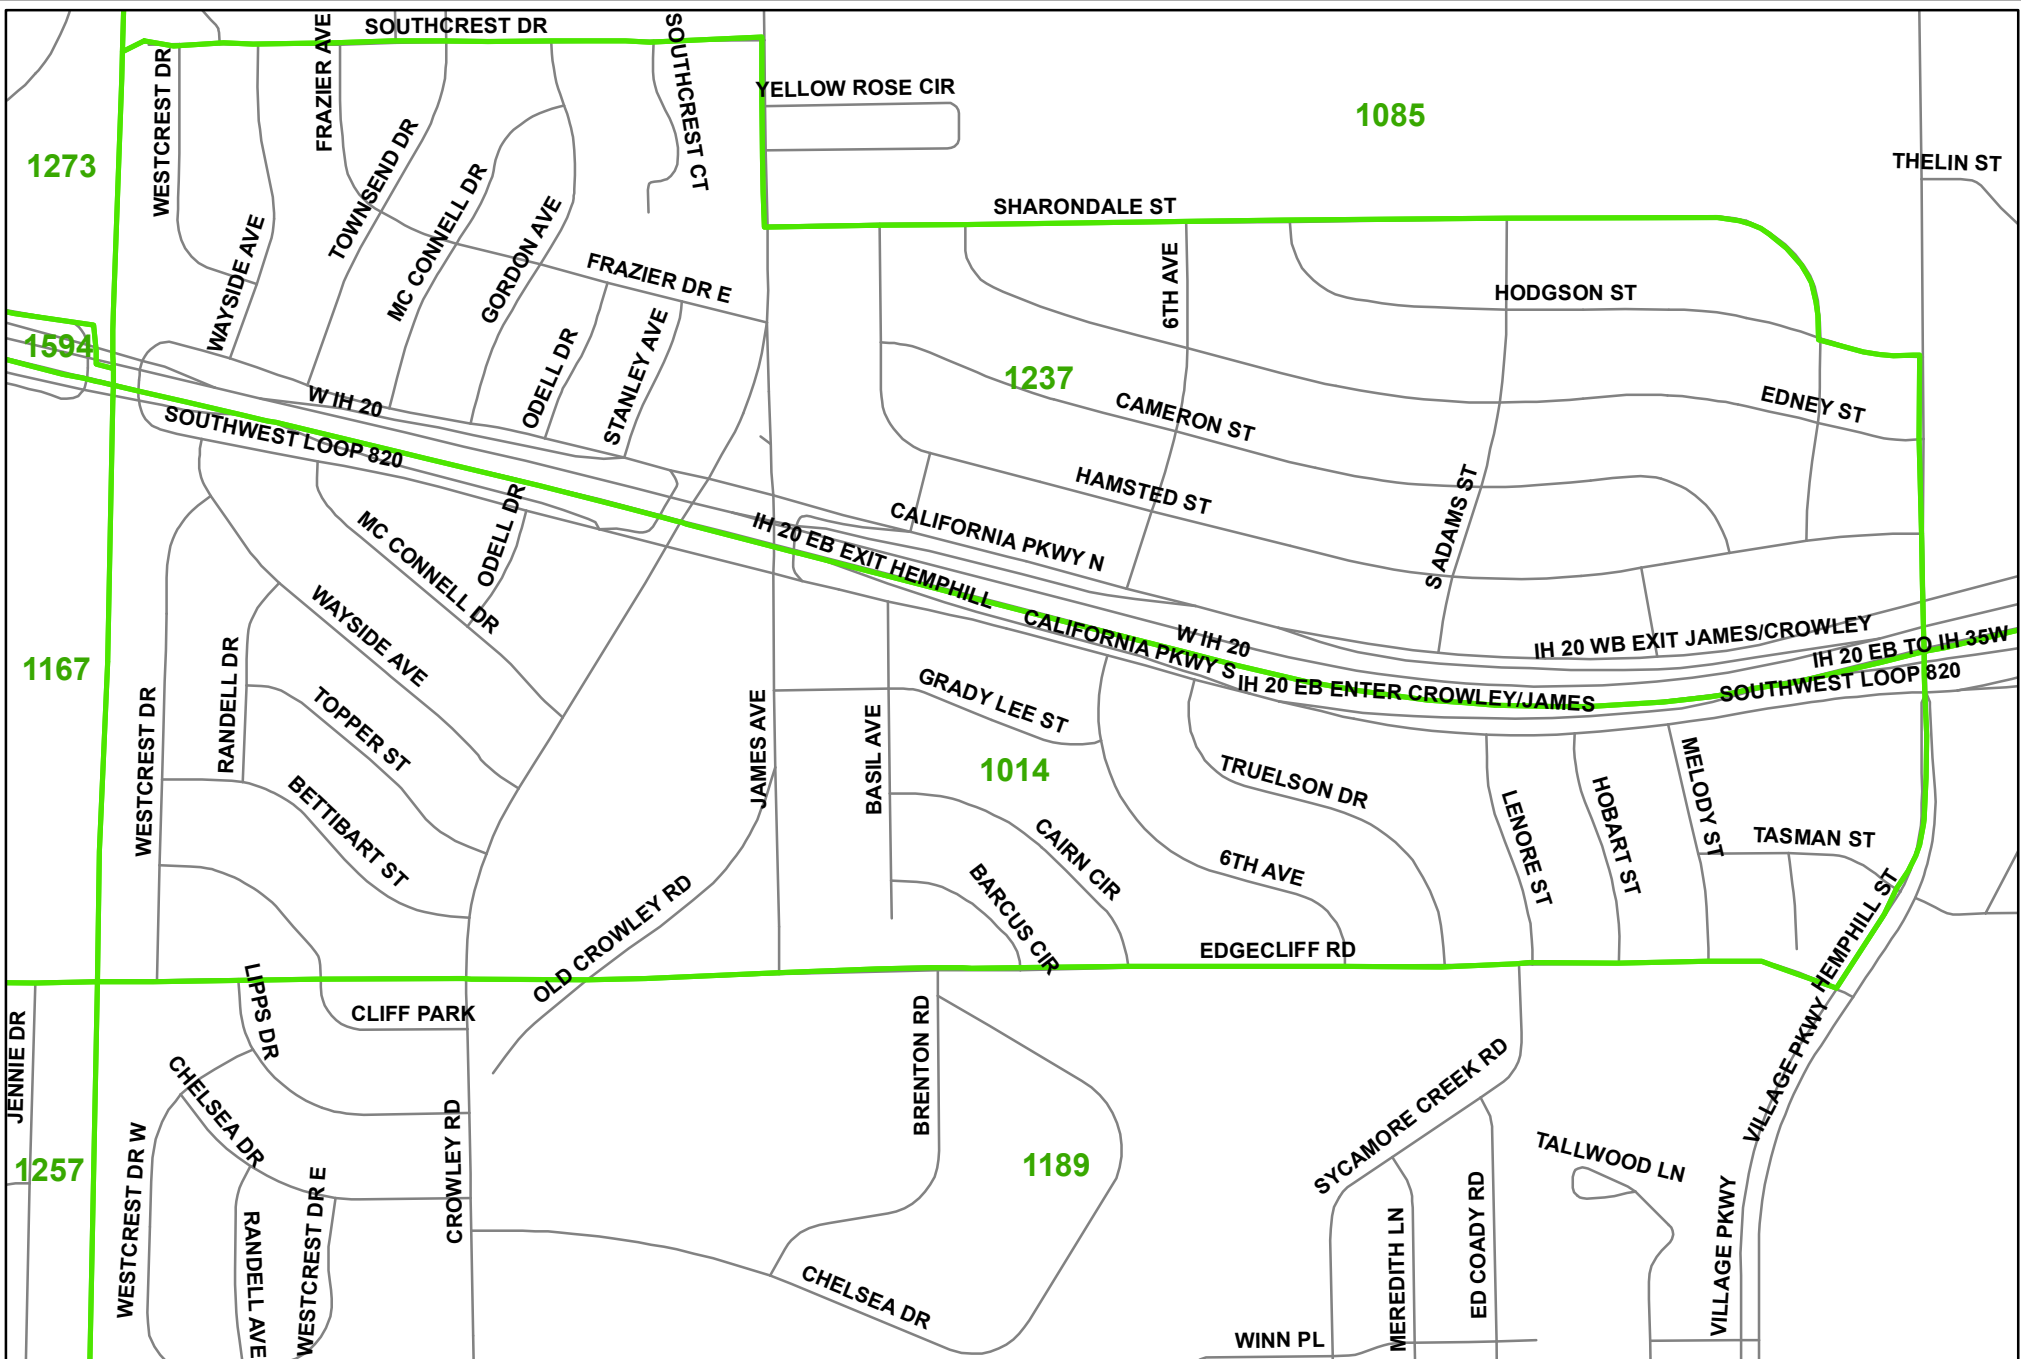 SOUTHCREST DR
FRAZIER AVE
SOUTHCREST CT
WESTCREST DR
YELLOW ROSE CIR
1085
1273
THELIN ST
TOWNSEND DR
MC CONNELL DR
GORDON AVE
WAYSIDE AVE
SHARONDALE ST
FRAZIER DR E
6TH AVE
HODGSON ST
1594
ODELL DR
STANLEY AVE
1237
W IH 20
CAMERON ST
EDNEY ST
SOUTHWEST LOOP 820
HAMSTED ST
S ADAMS ST
MC CONNELL DR
ODELL DR
IH 20 EB EXIT HEMPHILL
CALIFORNIA PKWY N
WAYSIDE AVE
CALIFORNIA PKWY S
W IH 20
IH 20 WB EXIT JAMES/CROWLEY
IH 20 EB TO IH 35W
1167
RANDELL DR
IH 20 EB ENTER CROWLEY/JAMES
SOUTHWEST LOOP 820
WESTCREST DR
TOPPER ST
JAMES AVE
BASIL AVE
GRADY LEE ST
1014
TRUELSON DR
MELODY ST
LENORE ST
HOBART ST
TASMAN ST
BETTIBART ST
CAIRN CIR
6TH AVE
BARCUS CIR
OLD CROWLEY RD
EDGECLIFF RD
HEMPHILL ST
LIPPS DR
CLIFF PARK
JENNIE DR
BRENTON RD
VILLAGE PKWY
CHELSEA DR
SYCAMORE CREEK RD
CROWLEY RD
1257
1189
TALLWOOD LN
WESTCREST DR W
RANDELL AVE
WESTCREST DR E
MEREDITH LN
ED COADY RD
VILLAGE PKWY
CHELSEA DR
WINN PL